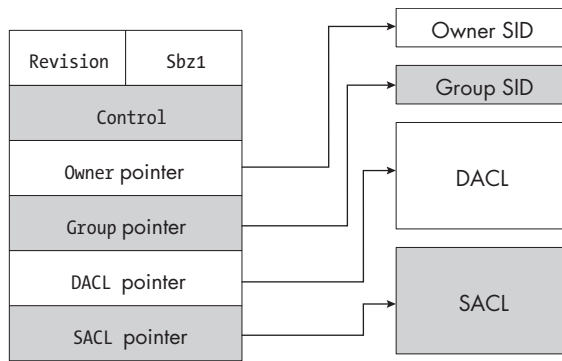 Revision
Sbz1
Control
Owner pointer
Group pointer
DACL pointer
SACL pointer
Owner SID
Group SID
DACL
SACL